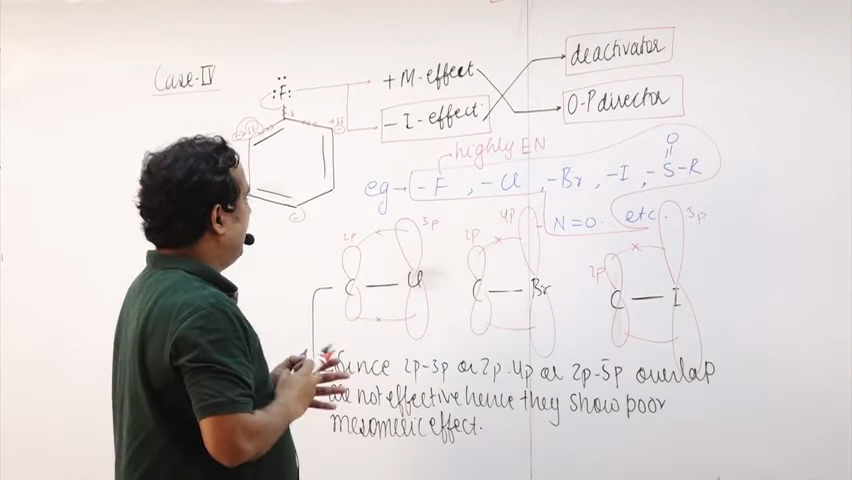 Case-IV
:F:
+M-effect
-I-effect
deactivator
O-P director
highly EN
eg → -F, -Cl, -Br, -I, -S-R
O
N=O.. etc.
2p 3p
C — Cl
2p 4p
C — Br
2p 5p
C — I
Since 2p-3p or 2p-4p or 2p-5p overlap
are not effective hence they show poor
mesomeric effect.